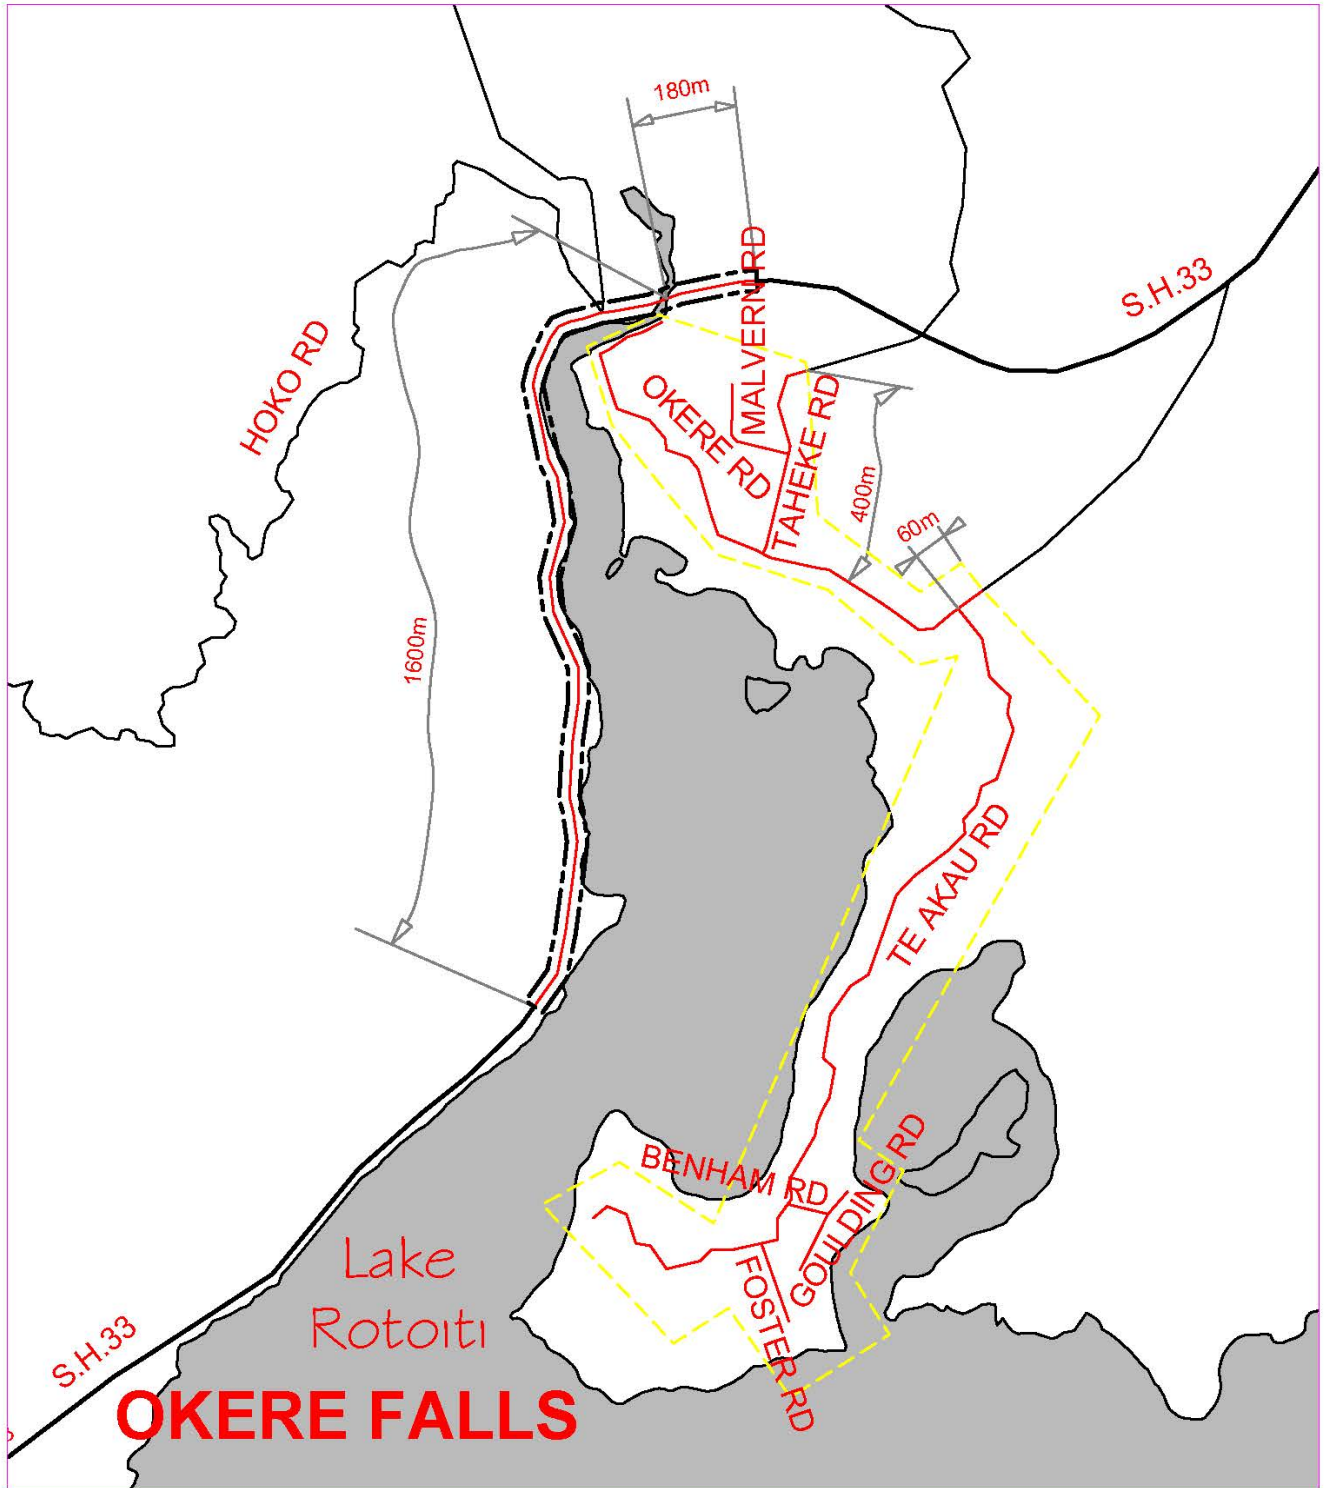 180m
MALVERN RD
S.H.33
HOKO RD
OKERE RD
TAHEKE RD
400m
60m
1600m
TE AKAU RD
BENHAM RD
GOULDING RD
FOSTER RD
Lake
Rotoiti
S.H.33
OKERE FALLS